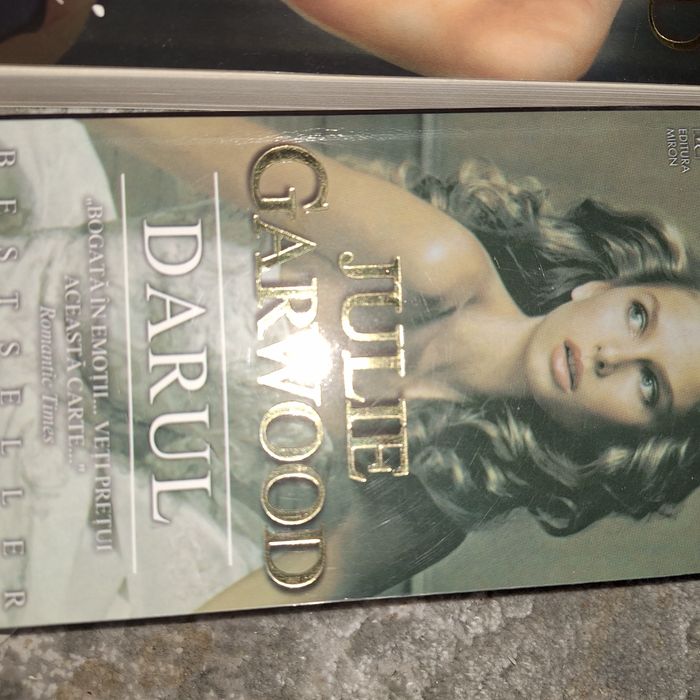 EDITURA
MIRON
JULIE
GARWOOD
DARUL
„BOGATĂ ÎN EMOȚII... VEȚI PREȚUI
ACEASTĂ CARTE..."
Romantic Times
BESTSELLER